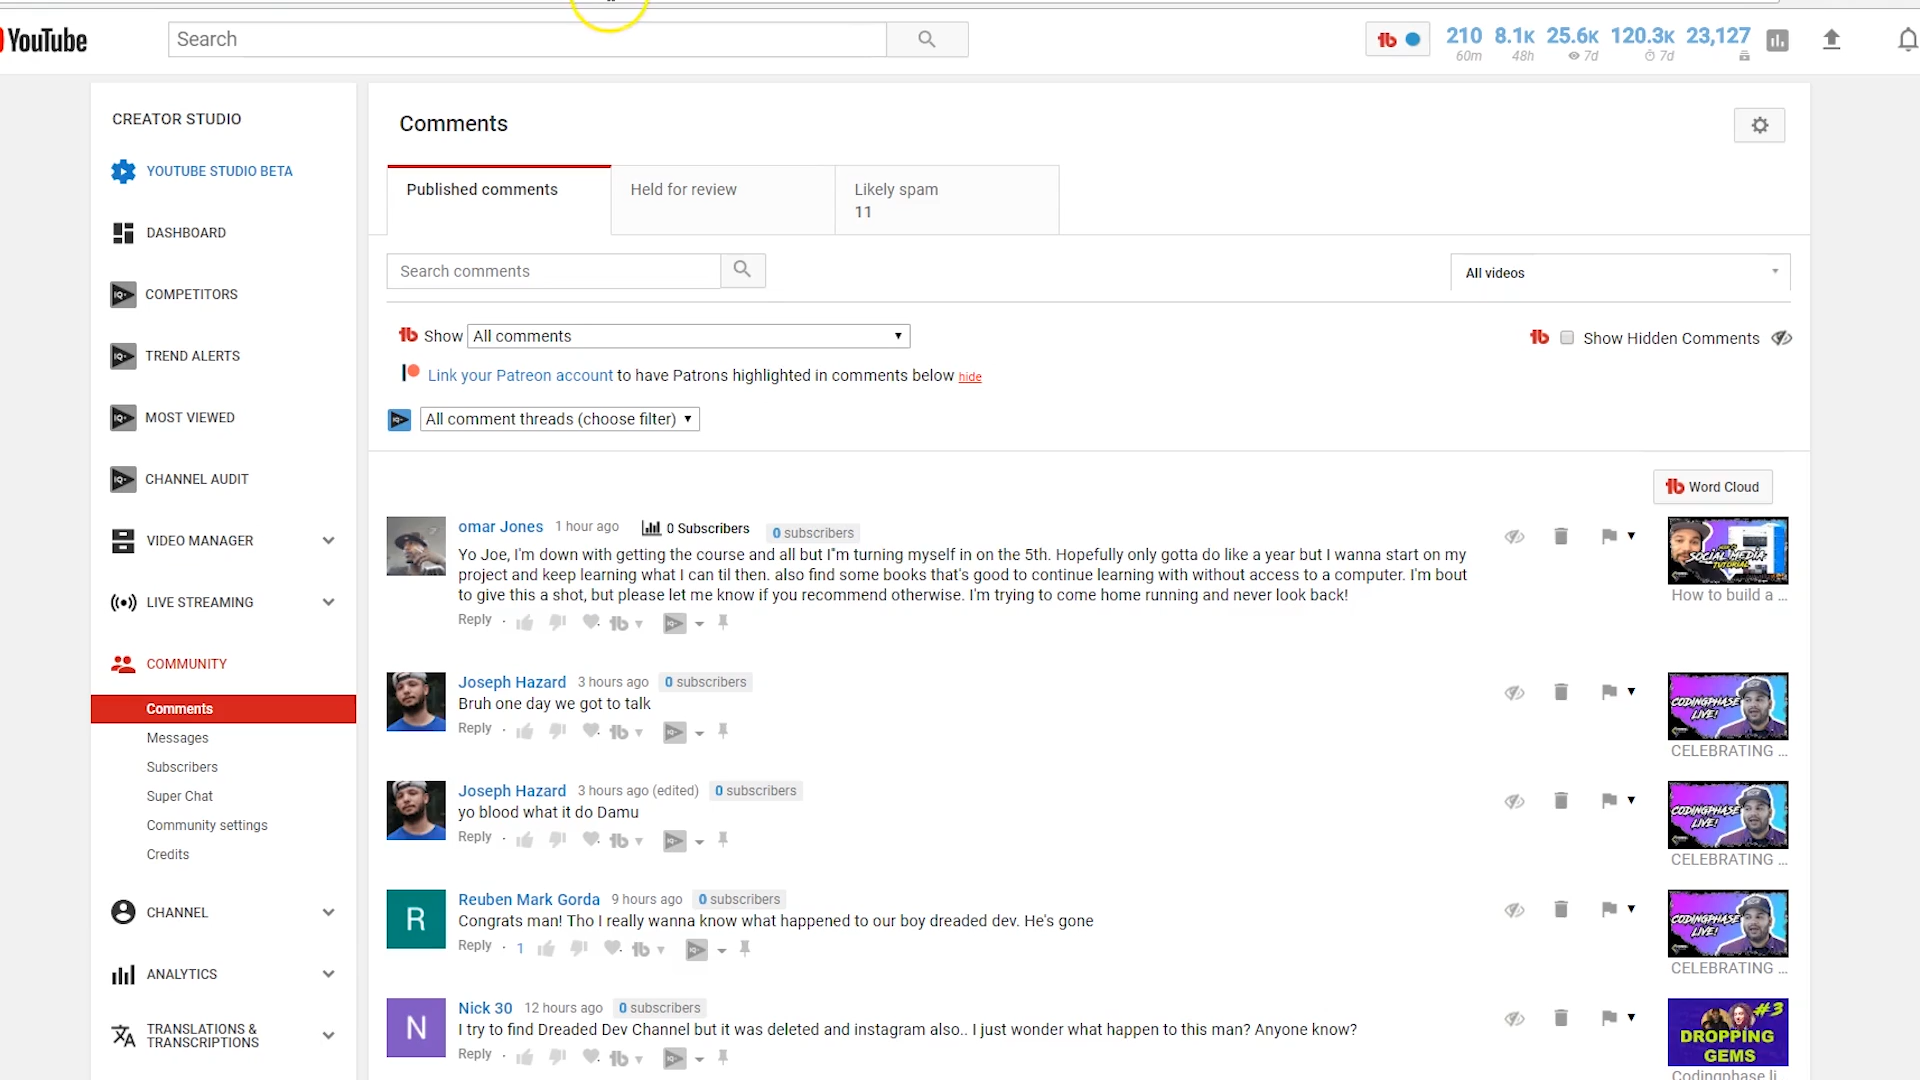 YouTube
Search
210 8.1K 25.6K 120.3K 23,127
60m 48h 7d 7d
CREATOR STUDIO
YOUTUBE STUDIO BETA
DASHBOARD
COMPETITORS
TREND ALERTS
MOST VIEWED
CHANNEL AUDIT
VIDEO MANAGER
LIVE STREAMING
COMMUNITY
Comments
Messages
Subscribers
Super Chat
Community settings
Credits
CHANNEL
ANALYTICS
TRANSLATIONS &
TRANSCRIPTIONS
Comments
Published comments
Held for review
Likely spam
11
Search comments
All videos
Show All comments
Show Hidden Comments
Link your Patreon account to have Patrons highlighted in comments below hide
All comment threads (choose filter)
Word Cloud
omar Jones 1 hour ago 0 Subscribers 0 subscribers
Yo Joe, I'm down with getting the course and all but I"m turning myself in on the 5th. Hopefully only gotta do like a year but I wanna start on my
project and keep learning what I can til then. also find some books that's good to continue learning with without access to a computer. I'm bout
to give this a shot, but please let me know if you recommend otherwise. I'm trying to come home running and never look back!
Reply
SOCIAL MEDIA
TUTORIAL
How to build a ...
Joseph Hazard 3 hours ago 0 subscribers
Bruh one day we got to talk
Reply
CODINGPHASE
LIVE!
CELEBRATING ...
Joseph Hazard 3 hours ago (edited) 0 subscribers
yo blood what it do Damu
Reply
CODINGPHASE
LIVE!
CELEBRATING ...
R
Reuben Mark Gorda 9 hours ago 0 subscribers
Congrats man! Tho I really wanna know what happened to our boy dreaded dev. He's gone
Reply 1
CODINGPHASE
LIVE!
CELEBRATING ...
N
Nick 30 12 hours ago 0 subscribers
I try to find Dreaded Dev Channel but it was deleted and instagram also.. I just wonder what happen to this man? Anyone know?
Reply
#3
DROPPING
GEMS
Codingphase li...